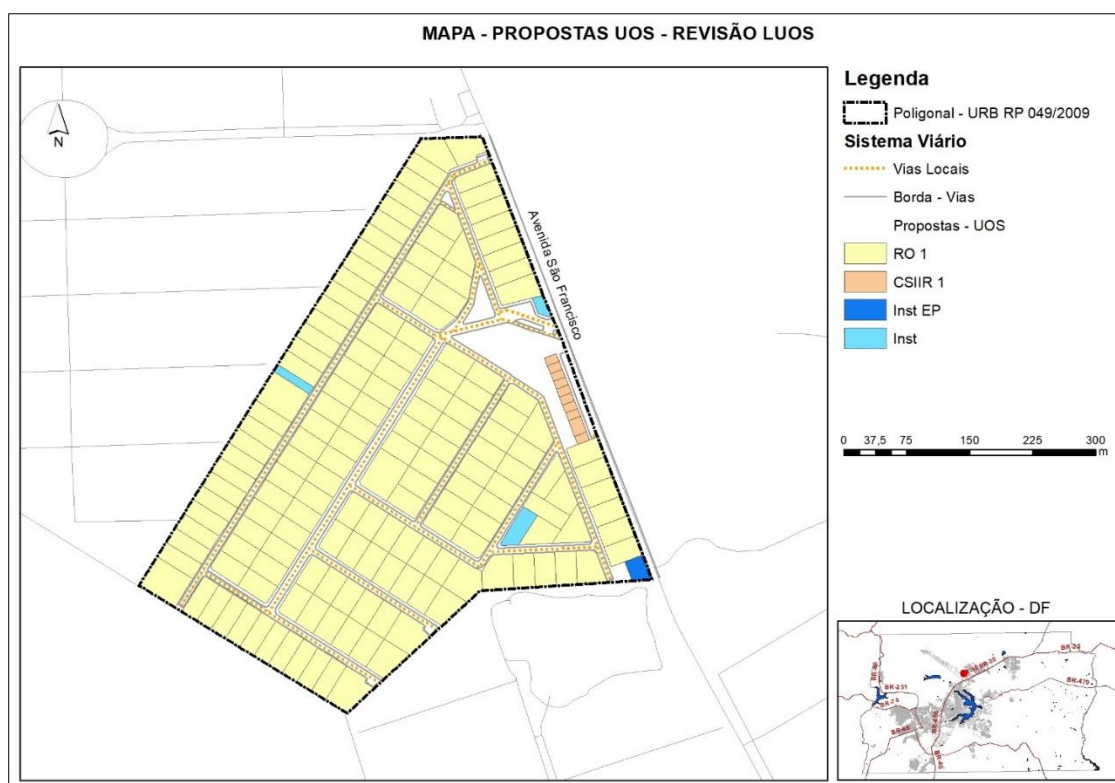 MAPA - PROPOSTAS UOS - REVISÃO LUOS
N
Avenida São Francisco
Legenda
Poligonal - URB RP 049/2009
Sistema Viário
Vias Locais
Borda - Vias
Propostas - UOS
RO 1
CSIIR 1
Inst EP
Inst
0 37,5 75 150 225 300
m
LOCALIZAÇÃO - DF
BR-20
BR-251
BR-479